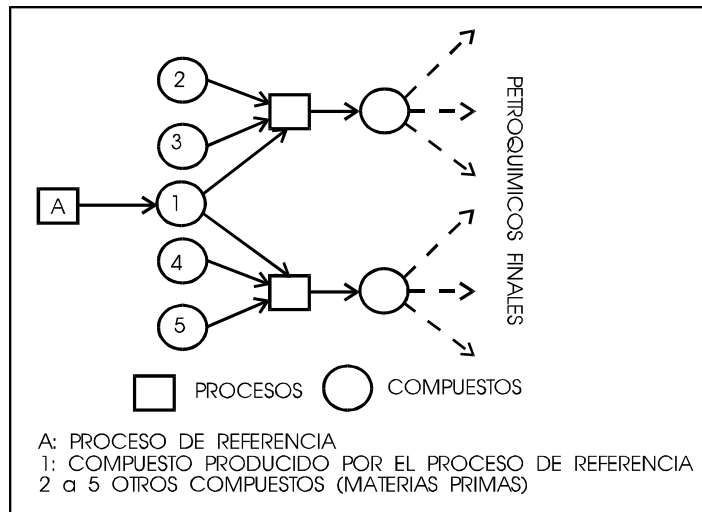 2
3
A
1
4
5
PETROQUIMICOS FINALES
PROCESOS
COMPUESTOS
A: PROCESO DE REFERENCIA
1: COMPUESTO PRODUCIDO POR EL PROCESO DE REFERENCIA
2 a 5 OTROS COMPUESTOS (MATERIAS PRIMAS)